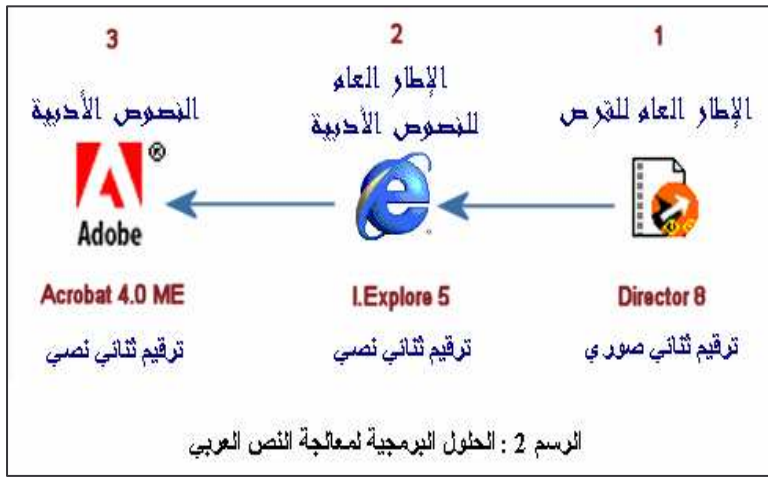 1
2
3
الإطار العام للقرص
الإطار العام
للنصوص الأدبية
النصوص الأدبية
®
Adobe
Director 8
I.Explore 5
Acrobat 4.0 ME
ترقيم ثنائي صوري
ترقيم ثنائي نصي
ترقيم ثنائي نصي
الرسم 2 : الحلول البرمجية لمعالجة النص العربي